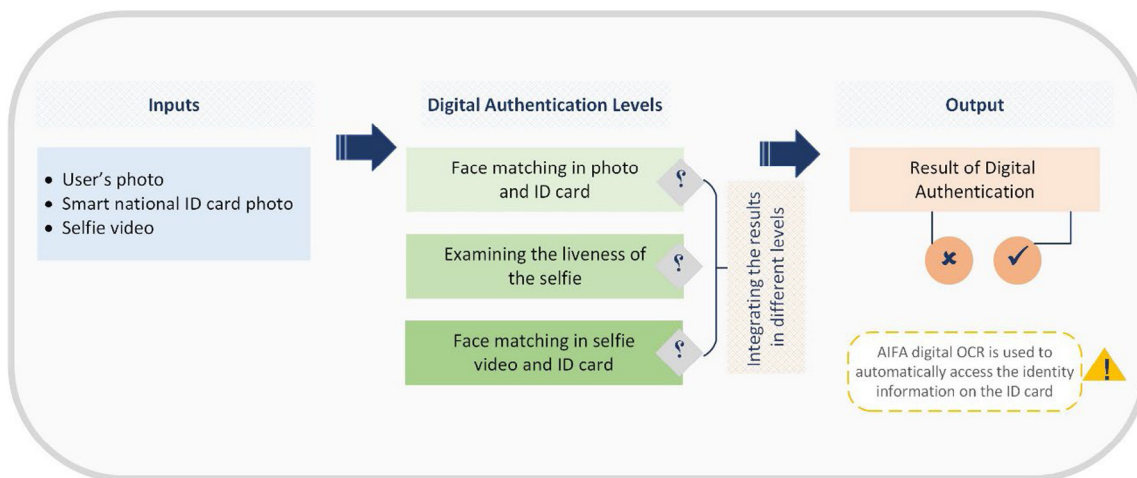 Inputs
Digital Authentication Levels
Output
• User's photo
• Smart national ID card photo
• Selfie video
Face matching in photo
and ID card
؟
Examining the liveness of
the selfie
؟
Face matching in selfie
video and ID card
؟
Integrating the results
in different levels
Result of Digital
Authentication
AIFA digital OCR is used to
automatically access the identity
information on the ID card
!